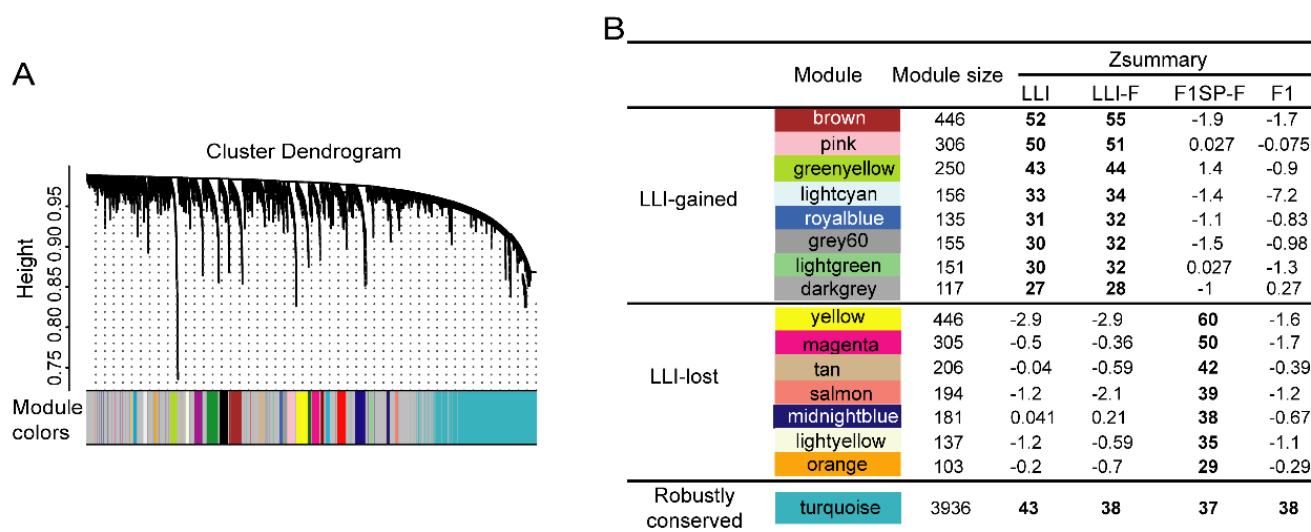 A
Cluster Dendrogram
Height
0.75 0.80 0.85 0.90 0.95
Module
colors
B
Module Module size Zsummary
LLI LLI-F F1SP-F F1
LLI-gained
brown 446 52 55 -1.9 -1.7
pink 306 50 51 0.027 -0.075
greenyellow 250 43 44 1.4 -0.9
lightcyan 156 33 34 -1.4 -7.2
royalblue 135 31 32 -1.1 -0.83
grey60 155 30 32 -1.5 -0.98
lightgreen 151 30 32 0.027 -1.3
darkgrey 117 27 28 -1 0.27
LLI-lost
yellow 446 -2.9 -2.9 60 -1.6
magenta 305 -0.5 -0.36 50 -1.7
tan 206 -0.04 -0.59 42 -0.39
salmon 194 -1.2 -2.1 39 -1.2
midnightblue 181 0.041 0.21 38 -0.67
lightyellow 137 -1.2 -0.59 35 -1.1
orange 103 -0.2 -0.7 29 -0.29
Robustly
conserved
turquoise 3936 43 38 37 38